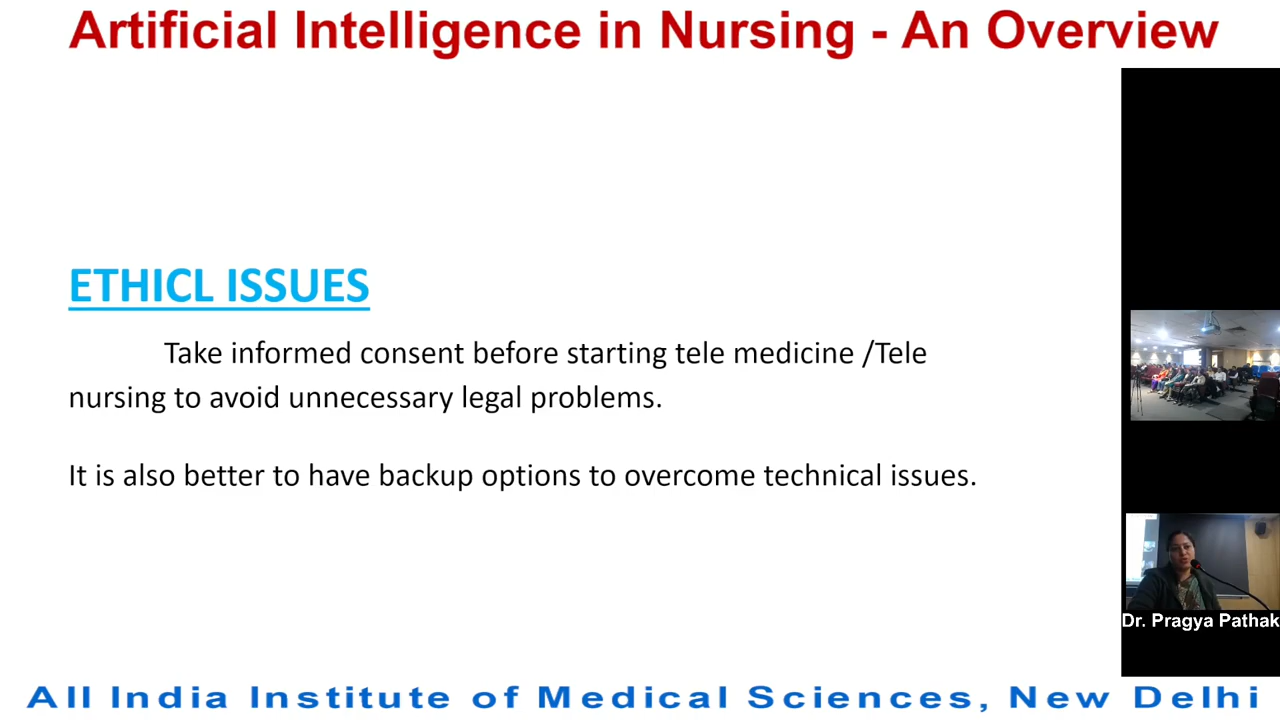 Artificial Intelligence in Nursing - An Overview
ETHICL ISSUES
Take informed consent before starting tele medicine /Tele
nursing to avoid unnecessary legal problems.
It is also better to have backup options to overcome technical issues.
Dr. Pragya Pathak
All India Institute of Medical Sciences, New Delhi